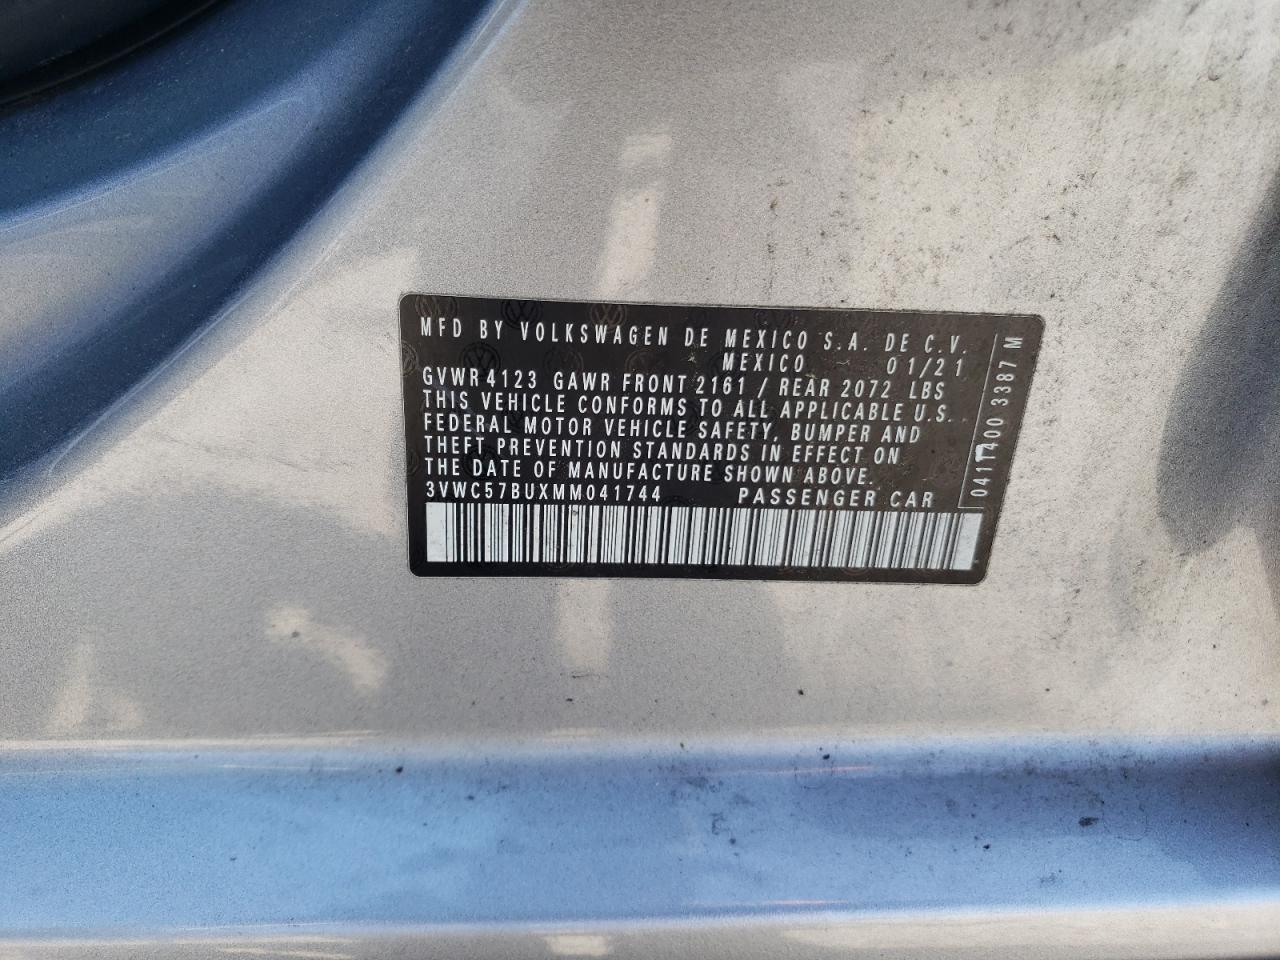 MFD BY VOLKSWAGEN DE MEXICO S.A. DE C.V.
MEXICO 01/21
GVWR 4123 GAWR FRONT 2161 / REAR 2072 LBS
THIS VEHICLE CONFORMS TO ALL APPLICABLE U.S.
FEDERAL MOTOR VEHICLE SAFETY, BUMPER AND
THEFT PREVENTION STANDARDS IN EFFECT ON
THE DATE OF MANUFACTURE SHOWN ABOVE.
3VWC57BUXMM041744 PASSENGER CAR
3387 M